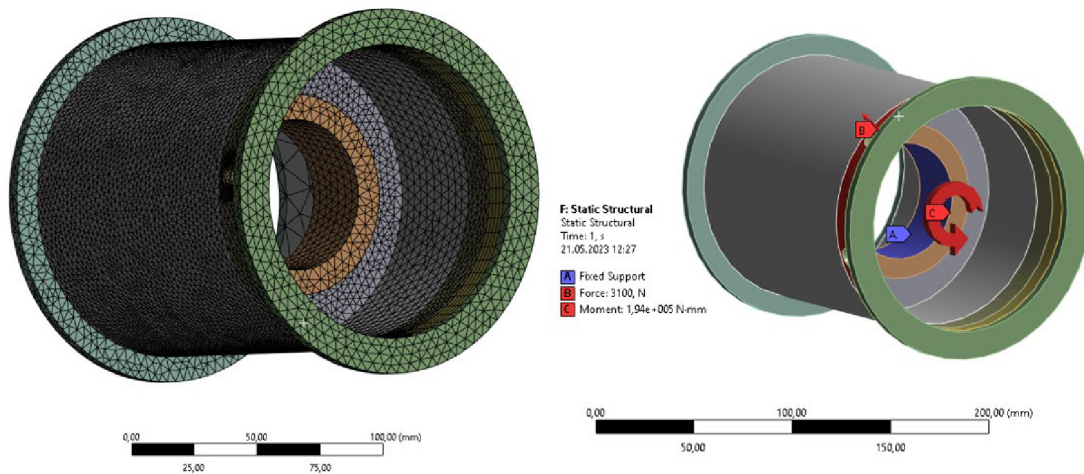 0,00 50,00 100,00 (mm)
25,00 75,00
B
C
A
F: Static Structural
Static Structural
Time: 1, s
21.05.2023 12:27
A Fixed Support
B Force: 3100, N
C Moment: 1,94e+005 N·mm
0,00 100,00 200,00 (mm)
50,00 150,00